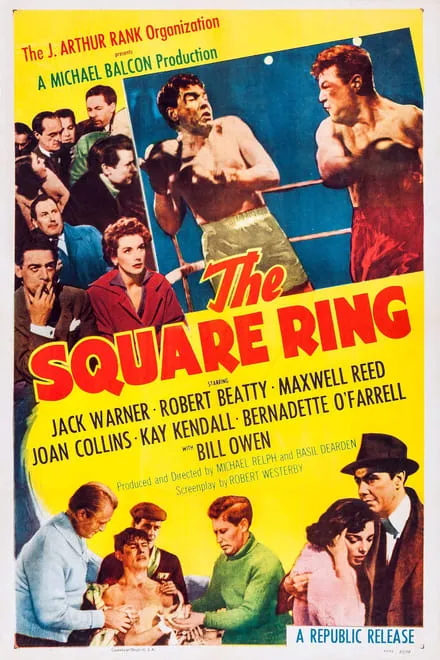 The J. ARTHUR RANK Organization
presents
A MICHAEL BALCON Production
The
SQUARE RING
STARRING
JACK WARNER · ROBERT BEATTY · MAXWELL REED
JOAN COLLINS · KAY KENDALL · BERNADETTE O'FARRELL
WITH BILL OWEN
Produced and Directed by MICHAEL RELPH and BASIL DEARDEN
Screenplay by ROBERT WESTERBY
A REPUBLIC RELEASE